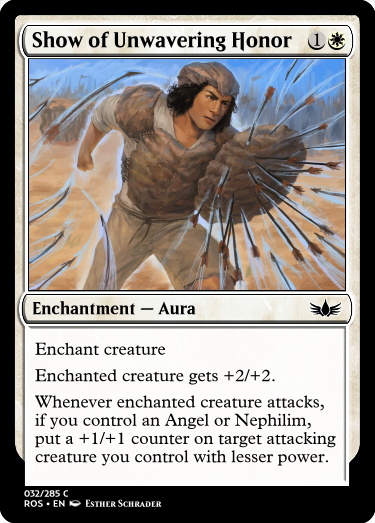 Show of Unwavering Honor 1
Enchantment — Aura
Enchant creature
Enchanted creature gets +2/+2.
Whenever enchanted creature attacks,
if you control an Angel or Nephilim,
put a +1/+1 counter on target attacking
creature you control with lesser power.
032/285 C
ROS • EN Esther Schrader